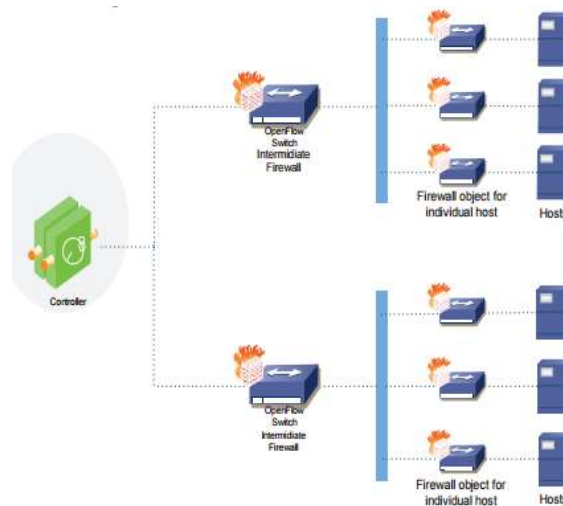 OpenFlow
Switch
Intermidiate
Firewall
Firewall object for
individual host
Host
Controller
OpenFlow
Switch
Intermidiate
Firewall
Firewall object for
individual host
Host